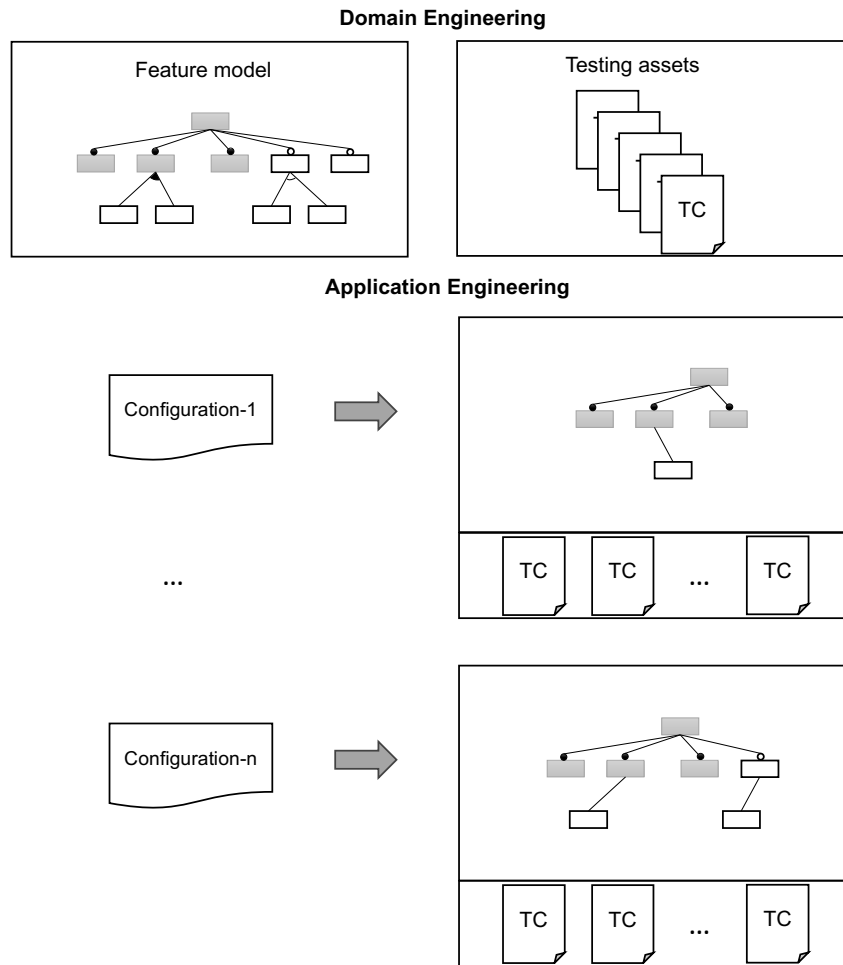 Domain Engineering
Feature model
Testing assets
TC
Application Engineering
Configuration-1
...
TC TC ... TC
Configuration-n
TC TC ... TC